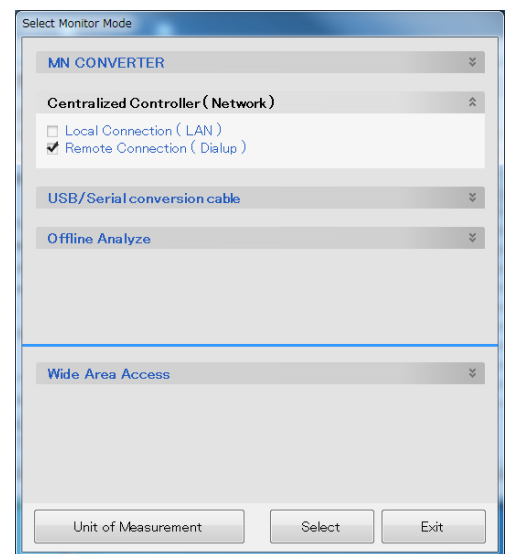 Select Monitor Mode
MN CONVERTER
Centralized Controller ( Network )
Local Connection ( LAN )
Remote Connection ( Dialup )
USB/Serial conversion cable
Offline Analyze
Wide Area Access
Unit of Measurement Select Exit